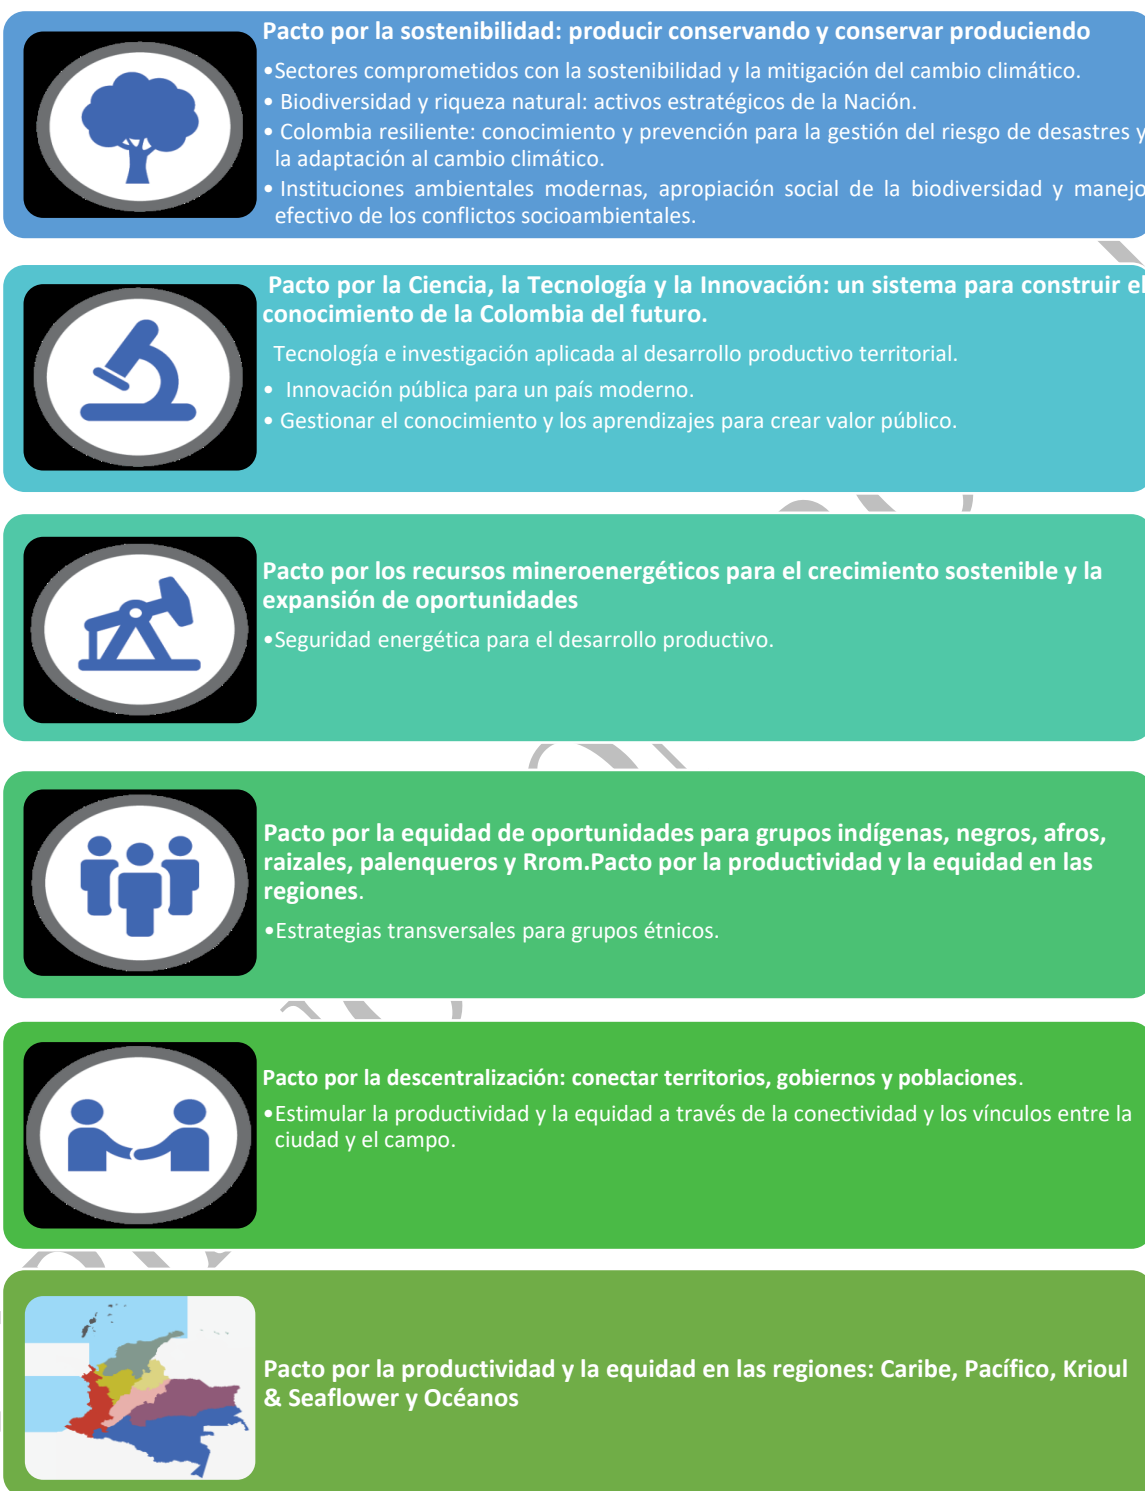 Pacto por la sostenibilidad: producir conservando y conservar produciendo
•Sectores comprometidos con la sostenibilidad y la mitigación del cambio climático.
• Biodiversidad y riqueza natural: activos estratégicos de la Nación.
• Colombia resiliente: conocimiento y prevención para la gestión del riesgo de desastres y
la adaptación al cambio climático.
• Instituciones ambientales modernas, apropiación social de la biodiversidad y manejo
efectivo de los conflictos socioambientales.
Pacto por la Ciencia, la Tecnología y la Innovación: un sistema para construir el
conocimiento de la Colombia del futuro.
Tecnología e investigación aplicada al desarrollo productivo territorial.
• Innovación pública para un país moderno.
• Gestionar el conocimiento y los aprendizajes para crear valor público.
Pacto por los recursos mineroenergéticos para el crecimiento sostenible y la
expansión de oportunidades
•Seguridad energética para el desarrollo productivo.
Pacto por la equidad de oportunidades para grupos indígenas, negros, afros,
raizales, palenqueros y Rrom.Pacto por la productividad y la equidad en las
regiones.
•Estrategias transversales para grupos étnicos.
Pacto por la descentralización: conectar territorios, gobiernos y poblaciones.
•Estimular la productividad y la equidad a través de la conectividad y los vínculos entre la
ciudad y el campo.
Pacto por la productividad y la equidad en las regiones: Caribe, Pacífico, Krioul
& Seaflower y Océanos